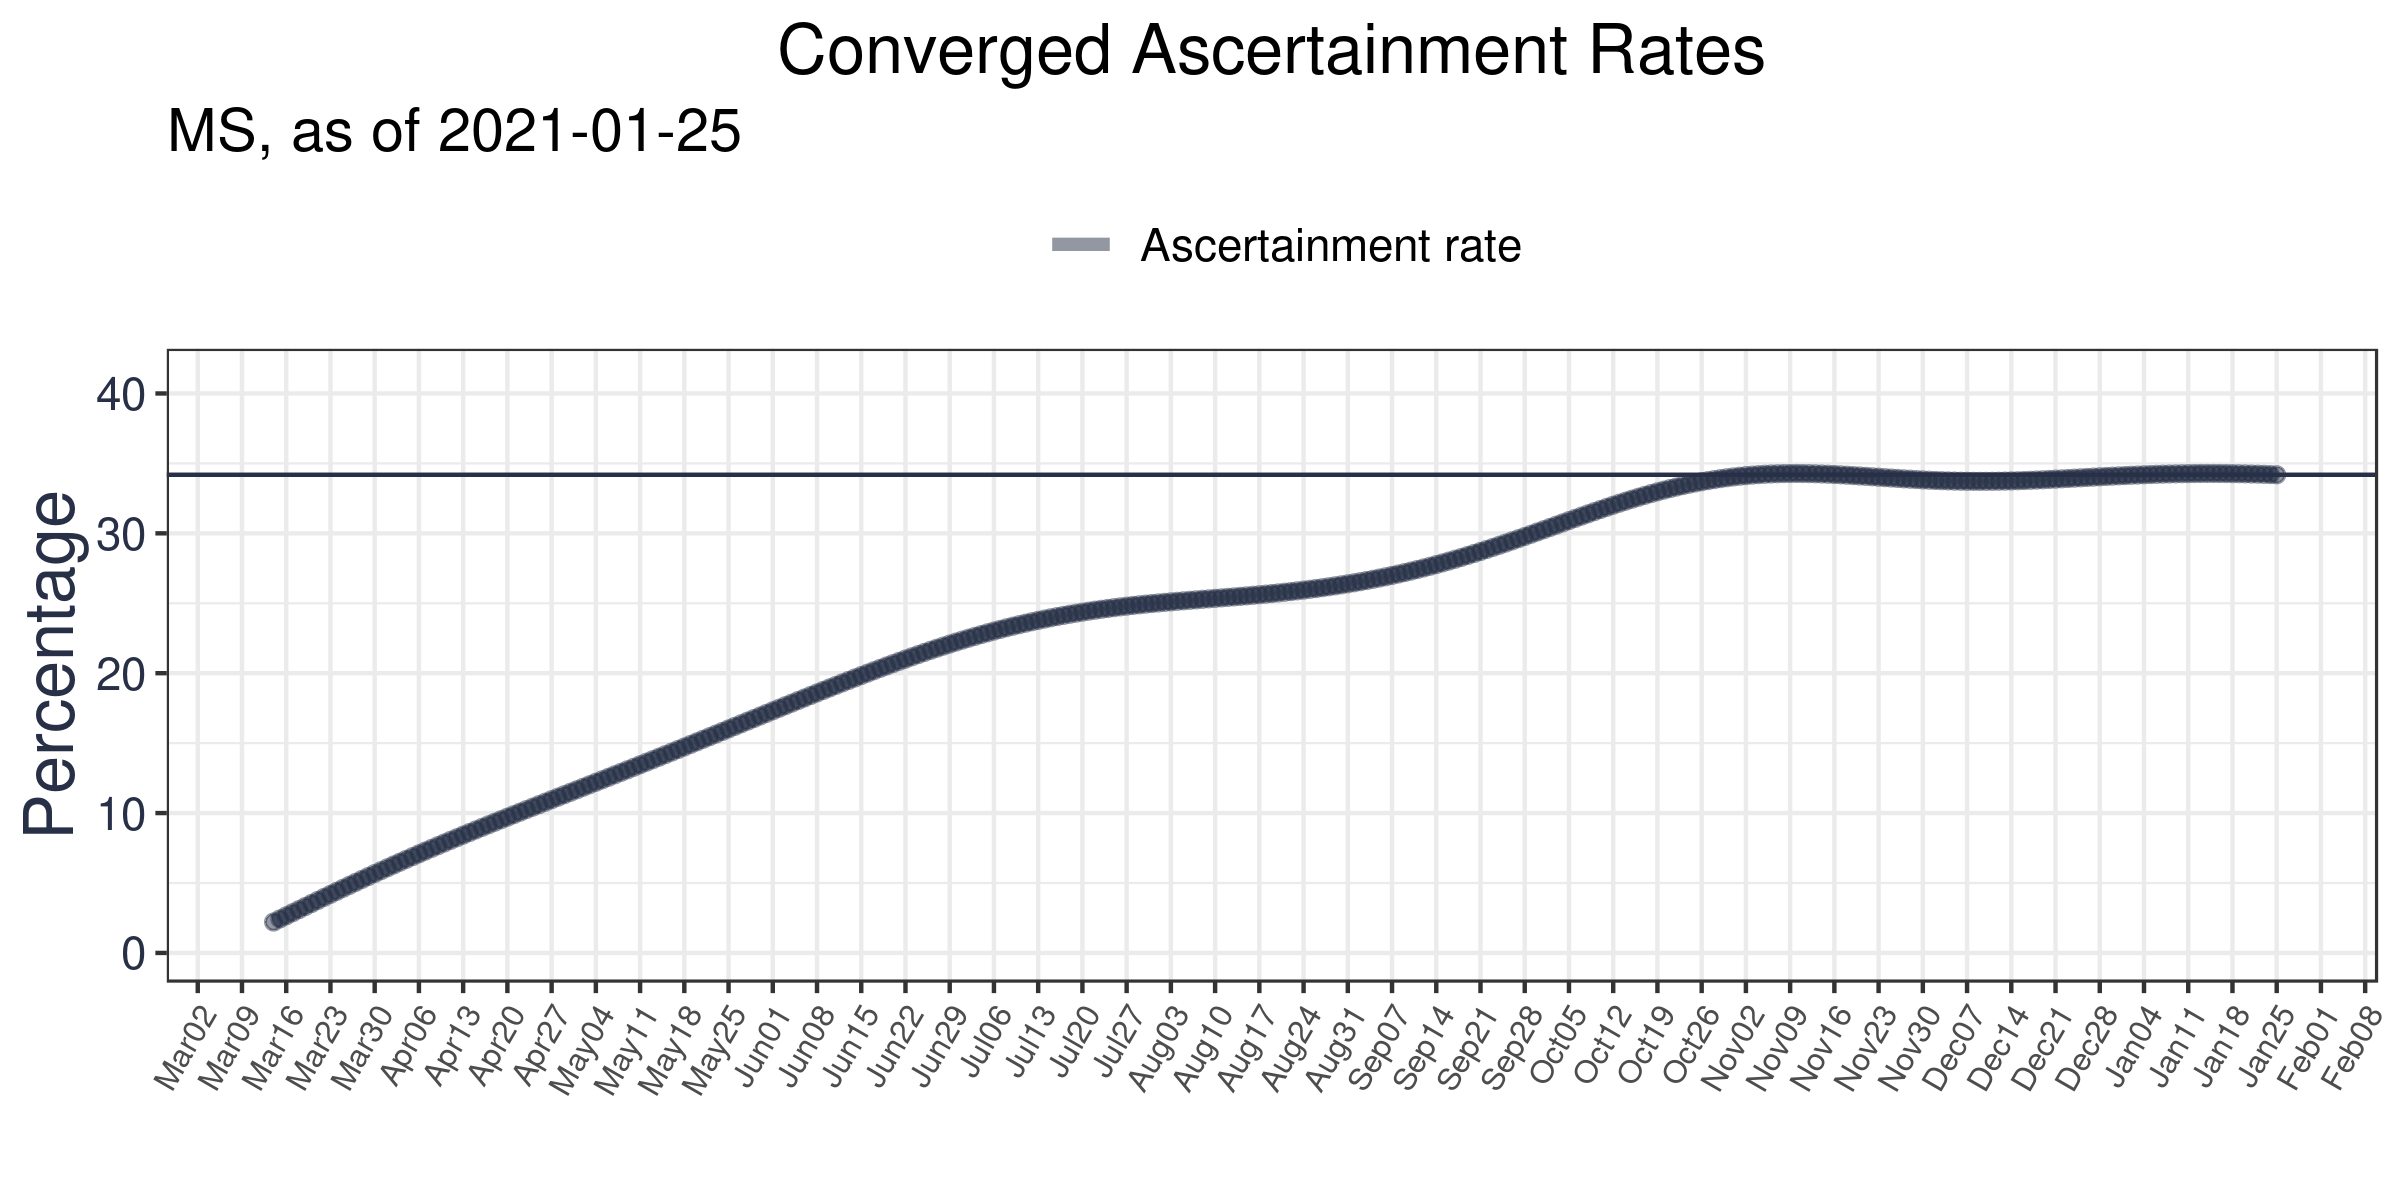 Converged Ascertainment Rates
MS, as of 2021-01-25
Ascertainment rate
Percentage
40
30
20
10
0
Mar02
Mar09
Mar16
Mar23
Mar30
Apr06
Apr13
Apr20
Apr27
May04
May11
May18
May25
Jun01
Jun08
Jun15
Jun22
Jun29
Jul06
Jul13
Jul20
Jul27
Aug03
Aug10
Aug17
Aug24
Aug31
Sep07
Sep14
Sep21
Sep28
Oct05
Oct12
Oct19
Oct26
Nov02
Nov09
Nov16
Nov23
Nov30
Dec07
Dec14
Dec21
Dec28
Jan04
Jan11
Jan18
Jan25
Feb01
Feb08